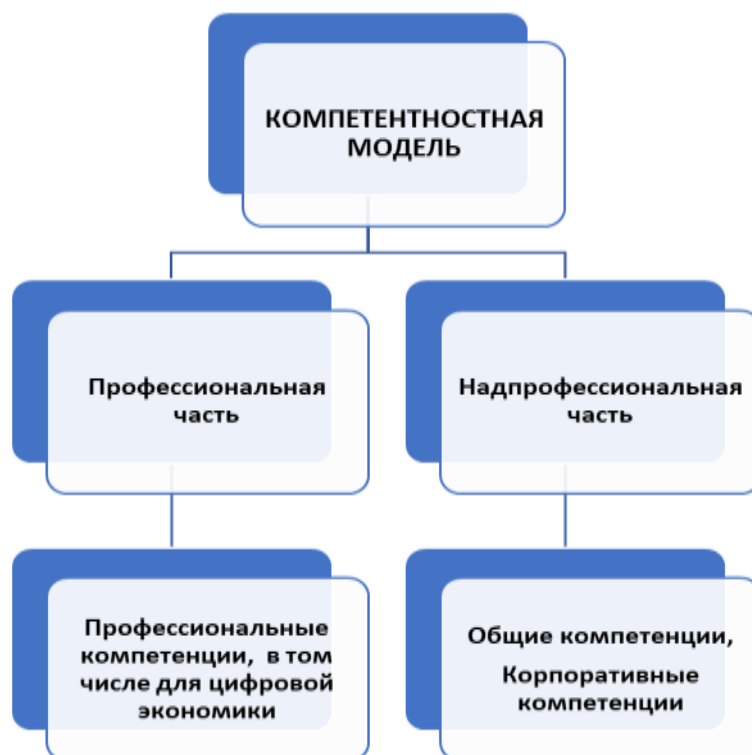 КОМПЕТЕНТНОСТНАЯ
МОДЕЛЬ
Профессиональная
часть
Надпрофессиональная
часть
Профессиональные
компетенции, в том
числе для цифровой
экономики
Общие компетенции,
Корпоративные
компетенции